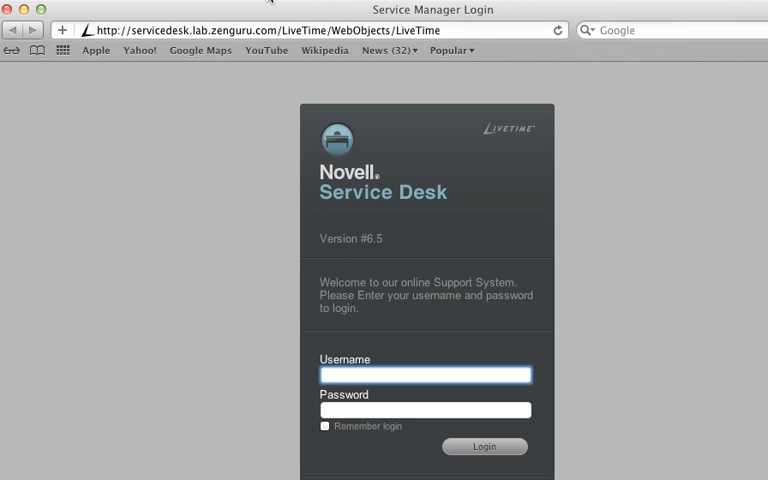 Service Manager Login
http://servicedesk.lab.zenguru.com/LiveTime/WebObjects/LiveTime
Google
Apple Yahoo! Google Maps YouTube Wikipedia News (32)▾ Popular▾
LIVETIME
Novell®
Service Desk
Version #6.5
Welcome to our online Support System.
Please Enter your username and password
to login.
Username
Password
Remember login
Login